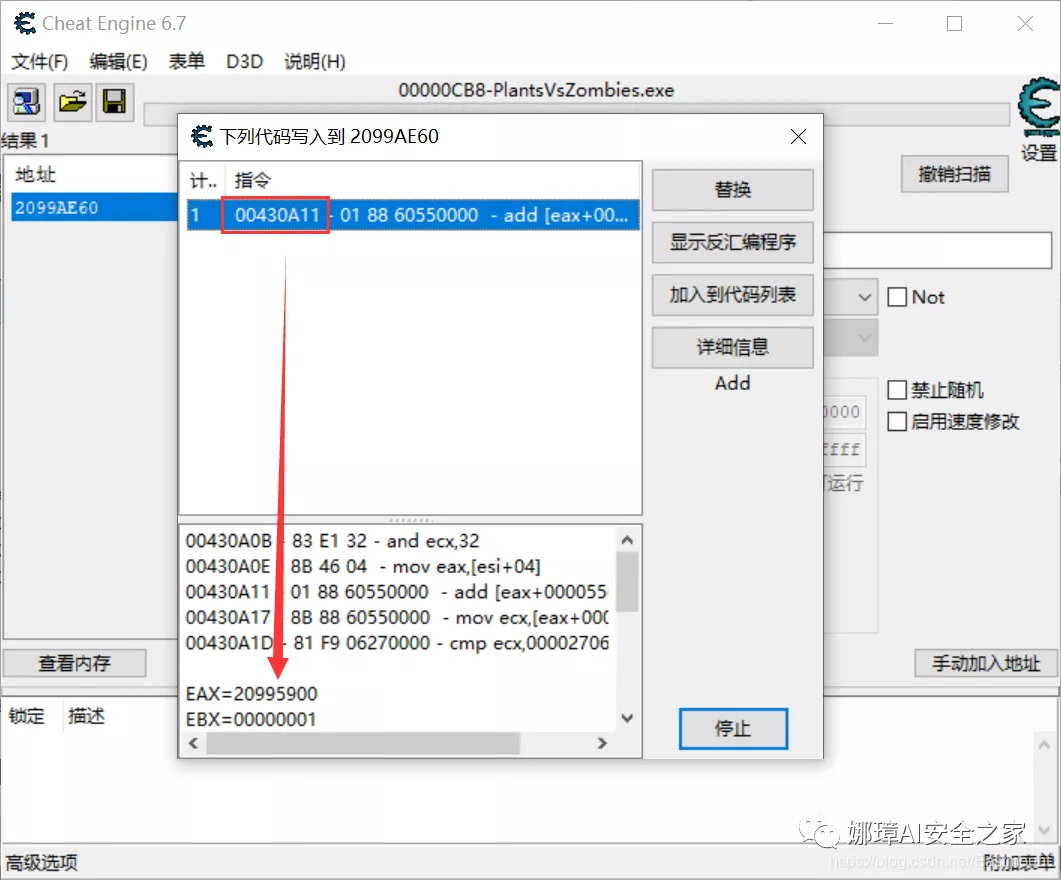 Cheat Engine 6.7
文件(F) 编辑(E) 表单 D3D 说明(H)
00000CB8-PlantsVsZombies.exe
结果 1
设置
地址
2099AE60
撤销扫描
下列代码写入到 2099AE60
计.. 指令
1 00430A11 - 01 88 60550000 - add [eax+00...
替换
显示反汇编程序
加入到代码列表
详细信息
Add
Not
禁止随机
启用速度修改
运行
00430A0B - 83 E1 32 - and ecx,32
00430A0E - 8B 46 04 - mov eax,[esi+04]
00430A11 - 01 88 60550000 - add [eax+000055
00430A17 - 8B 88 60550000 - mov ecx,[eax+00
00430A1D - 81 F9 06270000 - cmp ecx,00002706
EAX=20995900
EBX=00000001
停止
查看内存
手动加入地址
锁定 描述
娜璋AI安全之家
高级选项
附加表单